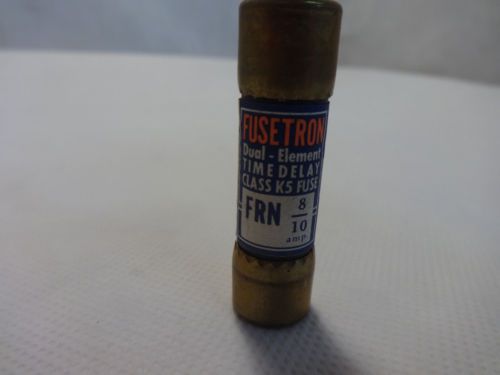 FUSETRON
Dual - Element
TIME DELAY
CLASS K5 FUSE
FRN 8/10
amp.